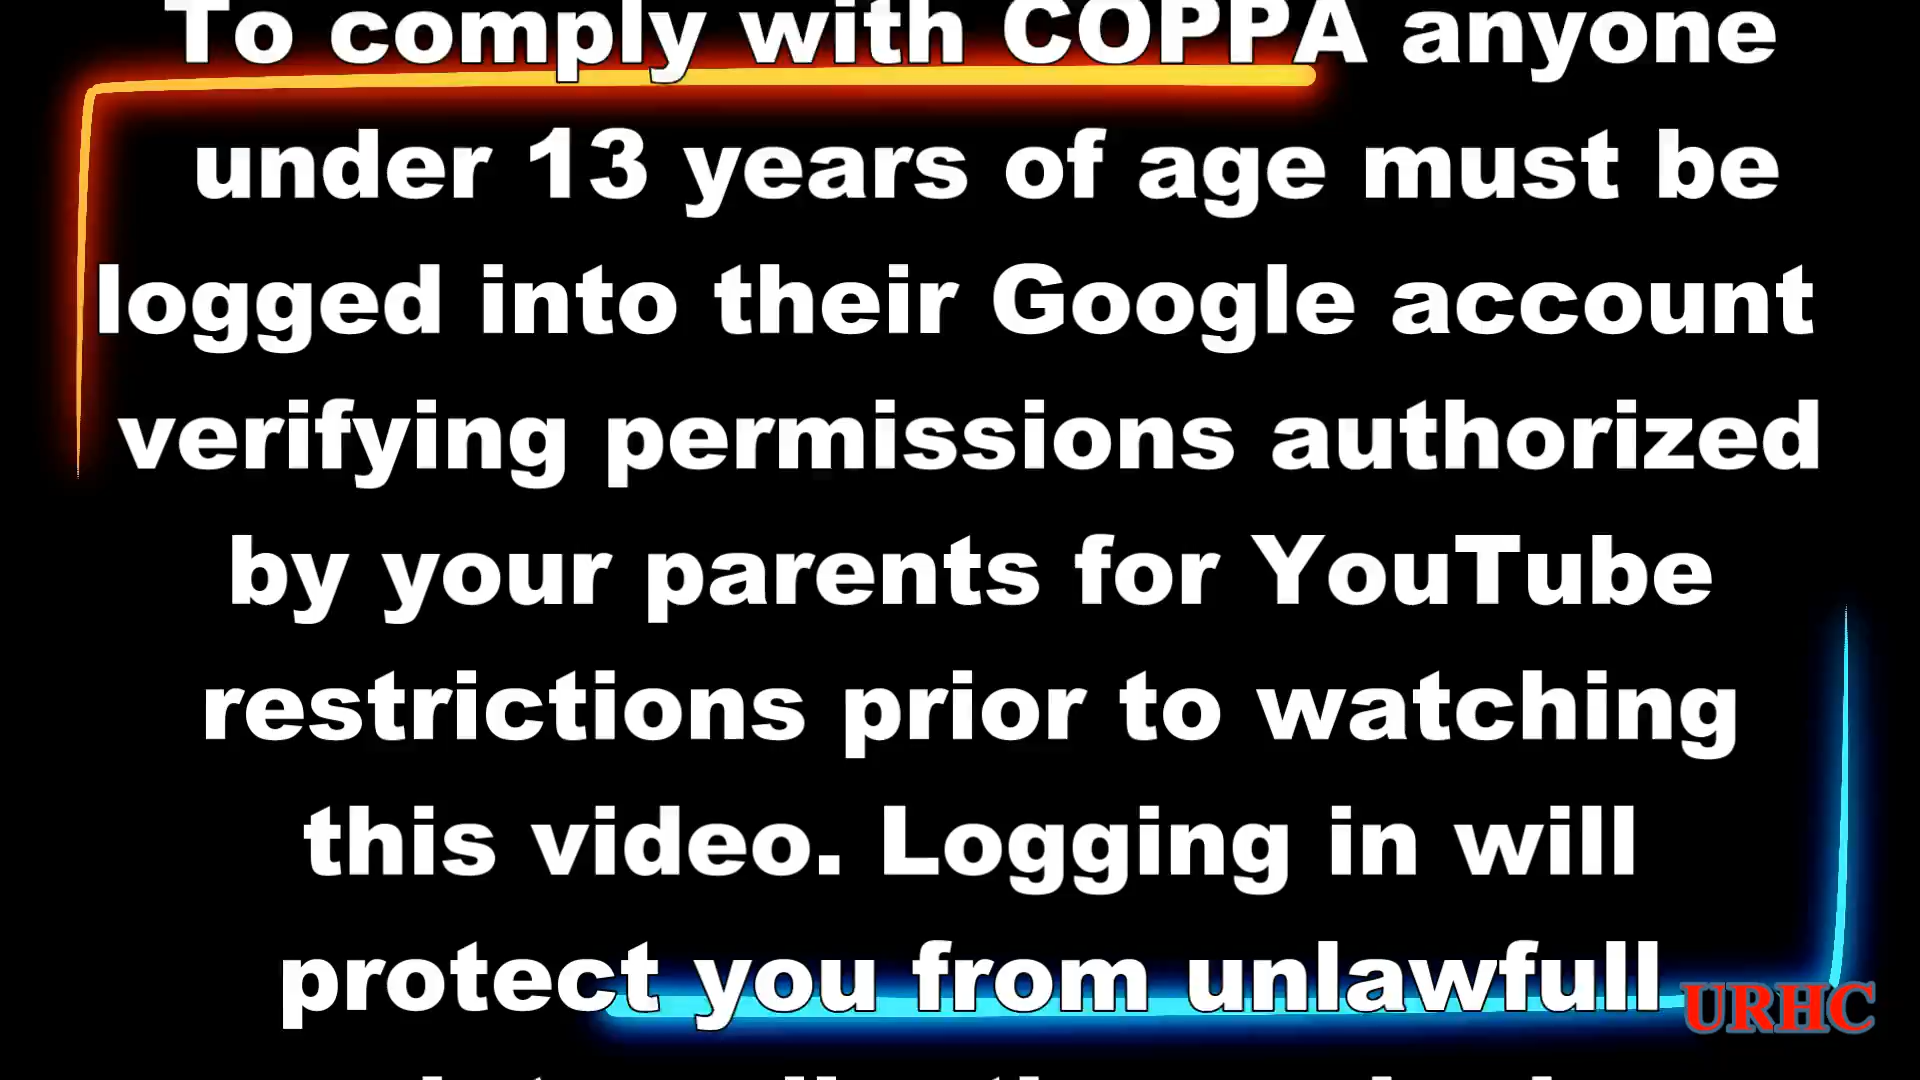 To comply with COPPA anyone
under 13 years of age must be
logged into their Google account
verifying permissions authorized
by your parents for YouTube
restrictions prior to watching
this video. Logging in will
protect you from unlawfull
URHC